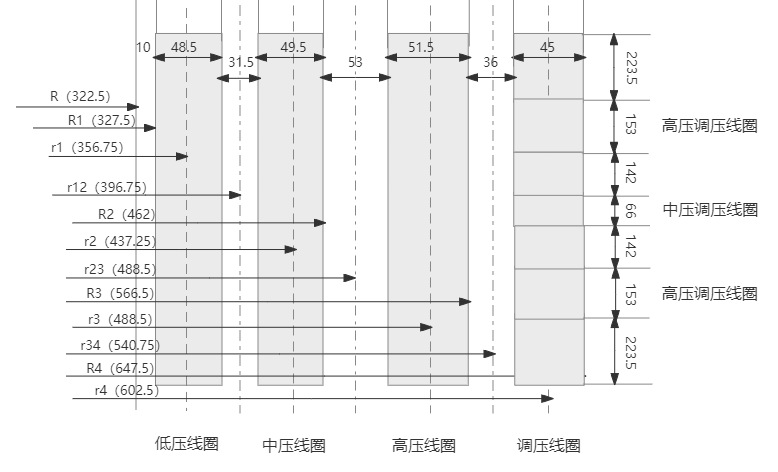 10
48.5
49.5
51.5
45
31.5
53
36
223.5
R（322.5）
R1（327.5）
153
高压调压线圈
r1（356.75）
142
r12（396.75）
66
中压调压线圈
R2（462）
r2（437.25）
142
r23（488.5）
R3（566.5）
153
高压调压线圈
r3（488.5）
r34（540.75）
223.5
R4（647.5）
r4（602.5）
低压线圈
中压线圈
高压线圈
调压线圈